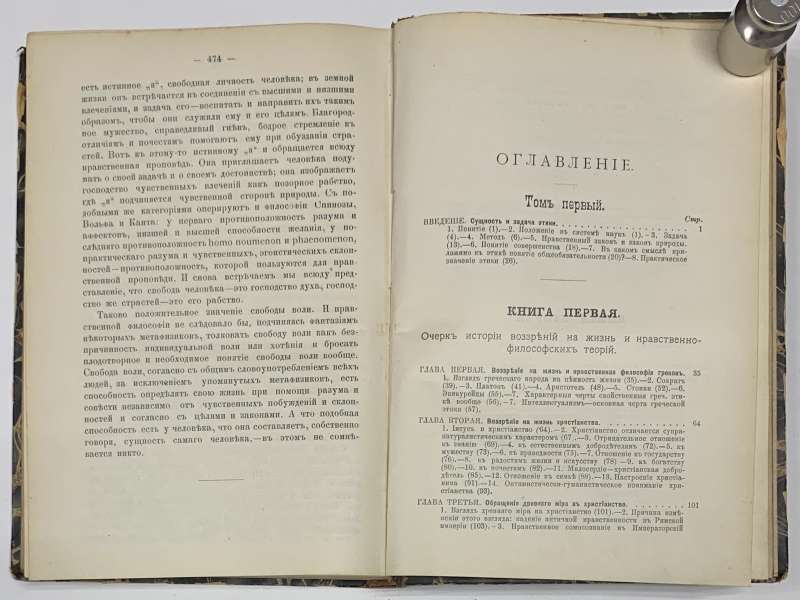 — 474 —
есть истинное „я“, свободная личность человѣка; въ земной
жизни онъ встрѣчается въ соединеніи съ высшими и низшими
влеченіями, и задача его—воспитать и направить ихъ такимъ
образомъ, чтобы они служили ему и его цѣлямъ. Благород-
ное мужество, справедливый гнѣвъ, бодрое стремленіе къ
отличіямъ и почестямъ помогаютъ ему при обузданіи стра-
стей. Вотъ къ этому-то истинному „я“ и обращается всюду
нравственная проповѣдь. Она приглашаетъ человѣка поду-
мать о своей задачѣ и о своемъ достоинствѣ; она изображаетъ
господство чувственныхъ влеченій какъ позорное рабство,
гдѣ „я“ подчиняется чувственной сторонѣ природы. Съ по-
добными же категоріями оперируютъ и философіи Спинозы,
Вольфа и Канта: у перваго противоположность разума и
аффектовъ, низшей и высшей способности желанія, у по-
слѣдняго противоположность homo noumenon и phaenomenon,
практическаго разума и чувственныхъ, эгоистическихъ склон-
ностей—противоположность, которой пользуются для нрав-
ственной проповѣди. И снова встрѣчаемъ мы всюду пред-
ставленіе, что свобода человѣка—это господство духа, господст-
во же страстей—это его рабство.
Таково положительное значеніе свободы воли. И нрав-
ственной философіи не слѣдовало бы, подчиняясь фантазіямъ
нѣкоторыхъ метафизиковъ, толковать свободу воли какъ без-
причинность индивидуальной воли или хотѣнія и бросать
плодотворное и необходимое понятіе свободы воли вообще.
Свобода воли, согласно съ общимъ словоупотребленіемъ всѣхъ
людей, за исключеніемъ упомянутыхъ метафизиковъ, есть
способность опредѣлять свою жизнь при помощи разума и
совѣсти независимо отъ чувственныхъ побужденій и склон-
ностей и согласно съ цѣлями и законами. А что подобная
способность есть у человѣка, что она составляетъ, собственно
говоря, сущность самаго человѣка,—въ этомъ не сомнѣ-
вается никто.
ОГЛАВЛЕНІЕ.
Томъ первый.
Стр.
ВВЕДЕНІЕ. Сущность и задача этики. 1
1. Понятіе (1).—2. Положеніе въ системѣ наукъ (1).—3. Задача
(4).—4. Методъ (6).—5. Нравственный законъ и законъ природы.
(13).—6. Понятіе совершенства (18).—7. Въ какомъ смыслѣ при-
ложимо къ этикѣ понятіе общеобязательности (20)?—8. Практическое
значеніе этики (26).
КНИГА ПЕРВАЯ.
Очеркъ исторіи воззрѣній на жизнь и нравственно-
философскихъ теорій.
ГЛАВА ПЕРВАЯ. Воззрѣніе на жизнь и нравственная философія грековъ. 35
1. Взглядъ греческаго народа на цѣнность жизни (35).—2. Сократъ
(39).—3. Платонъ (41).—4. Аристотель (48).—5. Стоики (52).—6.
Эпикурейцы (55).—7. Характерныя черты свойственныя греч. эти-
кѣ вообще (56).—7. Интеллектуализмъ—основная черта греческой
этики (57).
ГЛАВА ВТОРАЯ. Воззрѣніе на жизнь христіанства. 64
1. Іисусъ и христіанство (64).—2. Христіанство отличается супра-
натуралистическимъ характеромъ (67.—3. Отрицательное отношеніе
къ знанію (69).—4. къ естественнымъ добродѣтелямъ (72).—5. къ
мужеству (73).—6. къ праведности (75).—7. Отношеніе къ государству
(76).—8. къ радостямъ жизни и искусству (78).—9. къ богатству
(80).—10. къ почестямъ (82).—11. Милосердіе—христіанская добро-
дѣтель (85).—12. Отношеніе къ семьѣ (89).—13. Настроеніе христіа-
нина (91).—14. Оптимистически-гуманистическое пониманіе хри-
стіанства (93).
ГЛАВА ТРЕТЬЯ. Обращеніе древняго міра въ христіанство. 101
1. Взглядъ древняго міра на христіанство (101).—2. Причина измѣ-
ненія этого взгляда: паденіе античной нравственности въ Римской
имперіи (103).—3. Нравственное самосознаніе въ Императорскій